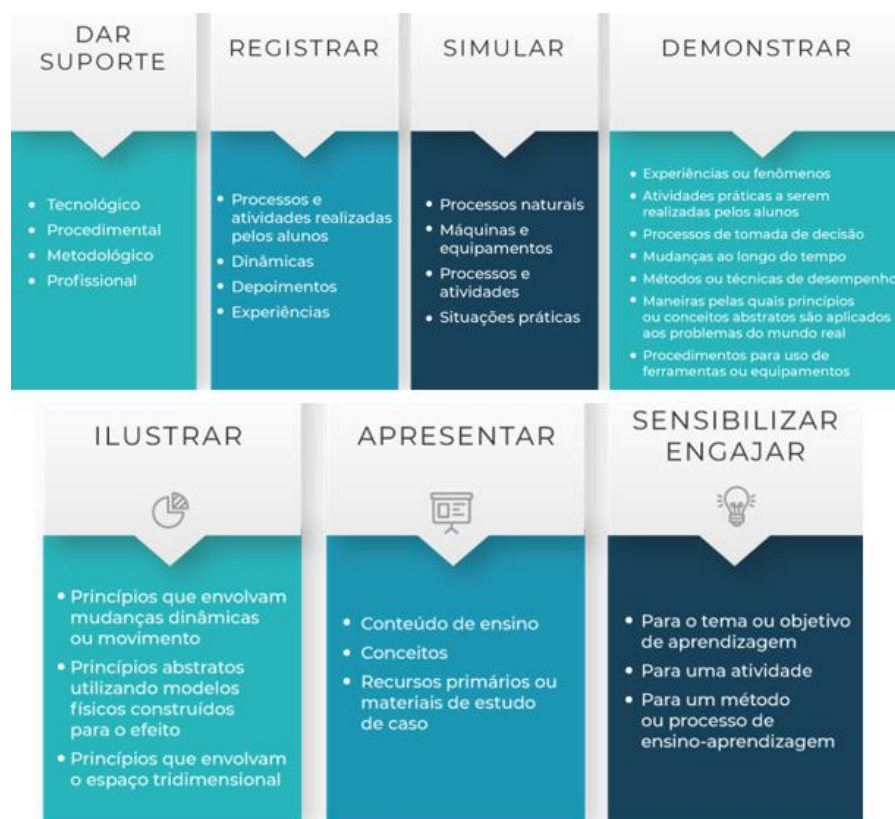 DAR
SUPORTE
• Tecnológico
• Procedimental
• Metodológico
• Profissional
REGISTRAR
• Processos e
atividades realizadas
pelos alunos
• Dinâmicas
• Depoimentos
• Experiências
SIMULAR
• Processos naturais
• Máquinas e
equipamentos
• Processos e
atividades
• Situações práticas
DEMONSTRAR
• Experiências ou fenômenos
• Atividades práticas a serem
realizadas pelos alunos
• Processos de tomada de decisão
• Mudanças ao longo do tempo
• Métodos ou técnicas de desempenho
• Maneiras pelas quais princípios
ou conceitos abstratos são aplicados
aos problemas do mundo real
• Procedimentos para uso de
ferramentas ou equipamentos
ILUSTRAR
• Princípios que envolvam
mudanças dinâmicas
ou movimento
• Princípios abstratos
utilizando modelos
físicos construídos
para o efeito
• Princípios que envolvam
o espaço tridimensional
APRESENTAR
• Conteúdo de ensino
• Conceitos
• Recursos primários ou
materiais de estudo
de caso
SENSIBILIZAR
ENGAJAR
• Para o tema ou objetivo
de aprendizagem
• Para uma atividade
• Para um método
ou processo de
ensino-aprendizagem